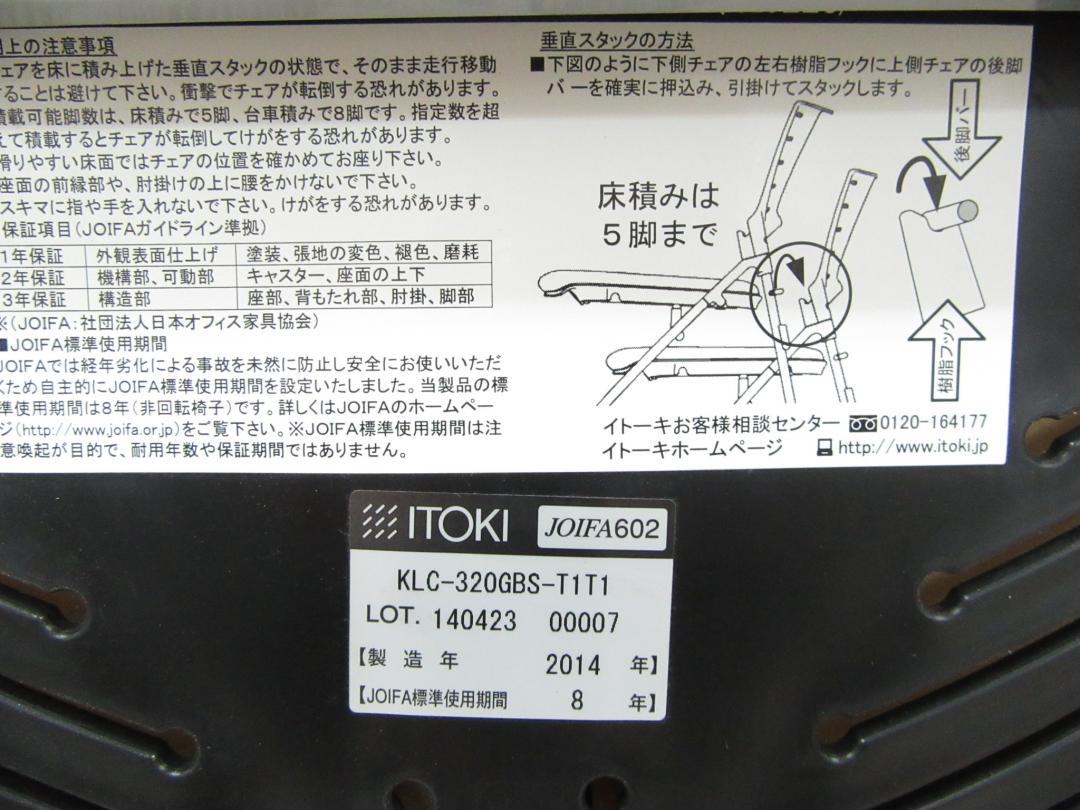 上の注意事項
ェアを床に積み上げた垂直スタックの状態で、そのまま走行移動
ることは避けて下さい。衝撃でチェアが転倒する恐れがあります。
載可能脚数は、床積みで5脚、台車積みで8脚です。指定数を超
えて積載するとチェアが転倒してけがをする恐れがあります。
滑りやすい床面ではチェアの位置を確かめてお座り下さい。
座面の前縁部や、肘掛けの上に腰をかけないで下さい。
スキマに指や手を入れないで下さい。けがをする恐れがあります。
保証項目(JOIFAガイドライン準拠)
1年保証 外観表面仕上げ 塗装、張地の変色、褪色、磨耗
2年保証 機構部、可動部 キャスター、座面の上下
3年保証 構造部 座部、背もたれ部、肘掛、脚部
※(JOIFA:社団法人日本オフィス家具協会)
■JOIFA標準使用期間
JOIFAでは経年劣化による事故を未然に防止し安全にお使いいただ
くため自主的にJOIFA標準使用期間を設定いたしました。当製品の標
準使用期間は8年(非回転椅子)です。詳しくはJOIFAのホームペー
ジ(http://www.joifa.or.jp)をご覧下さい。※JOIFA標準使用期間は注
意喚起が目的で、耐用年数や保証期間ではありません。
垂直スタックの方法
■下図のように下側チェアの左右樹脂フックに上側チェアの後脚
バーを確実に押込み、引掛けてスタックします。
後脚バー
床積みは
5脚まで
樹脂フック
イトーキお客様相談センター 0120-164177
イトーキホームページ http://www.itoki.jp
ITOKI JOIFA602
KLC-320GBS-T1T1
LOT. 140423 00007
【製 造 年 2014 年】
【JOIFA標準使用期間 8 年】